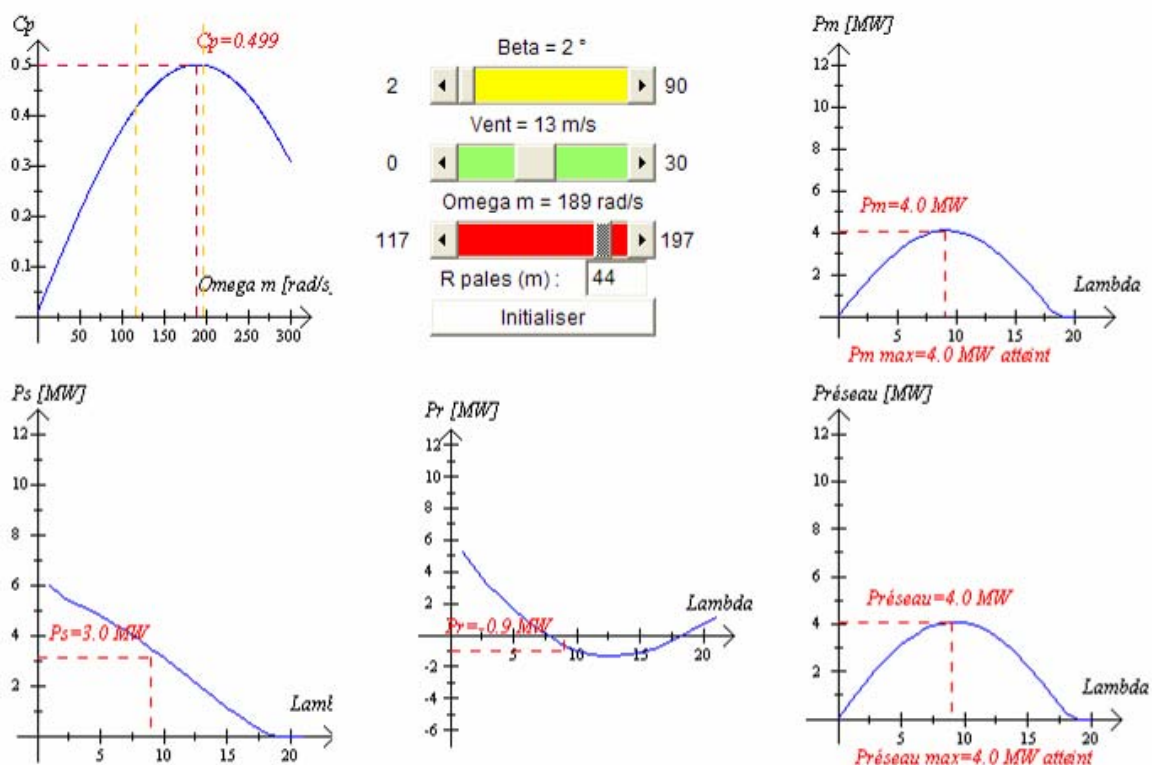 Cp
Cp=0.499
0.5
0.4
0.3
0.2
0.1
Omega m [rad/s
50 100 150 200 250 300
Beta = 2 °
2 90
Vent = 13 m/s
0 30
Omega m = 189 rad/s
117 197
R pales (m) : 44
Initialiser
Pm [MW]
12
10
8
6
Pm=4.0 MW
4
2
Lambda
5 10 15 20
Pm max=4.0 MW atteint
Ps [MW]
12
10
8
6
Ps=3.0 MW
4
2
Lamb
5 10 15 20
Pr [MW]
12
10
8
6
4
2
Lambda
Pr=-0.9 MW
5 10 15 20
-2
-4
-6
Préseau [MW]
12
10
8
6
Préseau=4.0 MW
4
2
Lambda
5 10 15 20
Préseau max=4.0 MW atteint